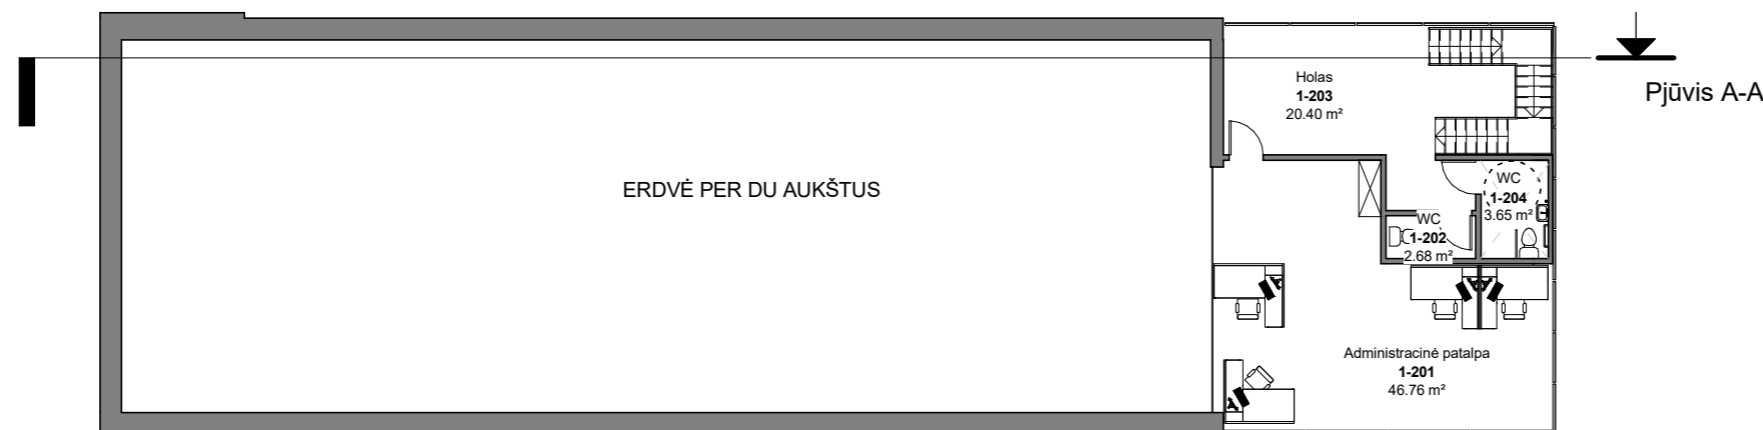 Holas
1-203
20.40 m²
Pjūvis A-A
ERDVĖ PER DU AUKŠTUS
WC
1-204
3.65 m²
WC
1-202
2.68 m²
Administracinė patalpa
1-201
46.76 m²